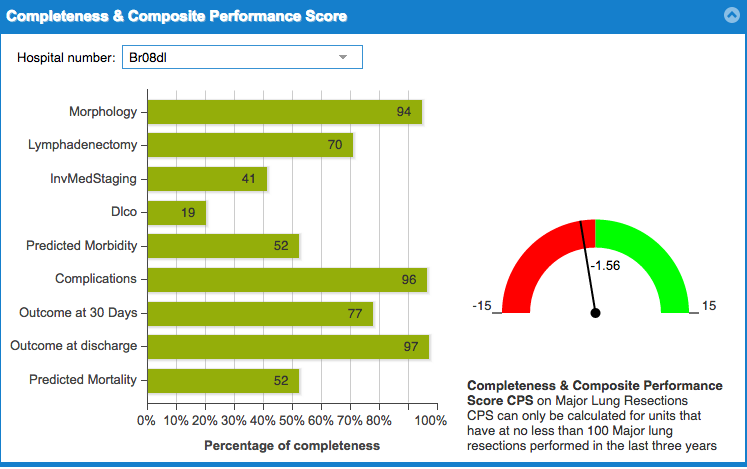 Completeness & Composite Performance Score
Hospital number: Br08dl
Morphology 94
Lymphadenectomy 70
InvMedStaging 41
Dlco 19
Predicted Morbidity 52
Complications 96
Outcome at 30 Days 77
Outcome at discharge 97
Predicted Mortality 52
0% 10% 20% 30% 40% 50% 60% 70% 80% 100%
Percentage of completeness
-1.56
-15 15
Completeness & Composite Performance
Score CPS on Major Lung Resections
CPS can only be calculated for units that
have at no less than 100 Major lung
resections performed in the last three years